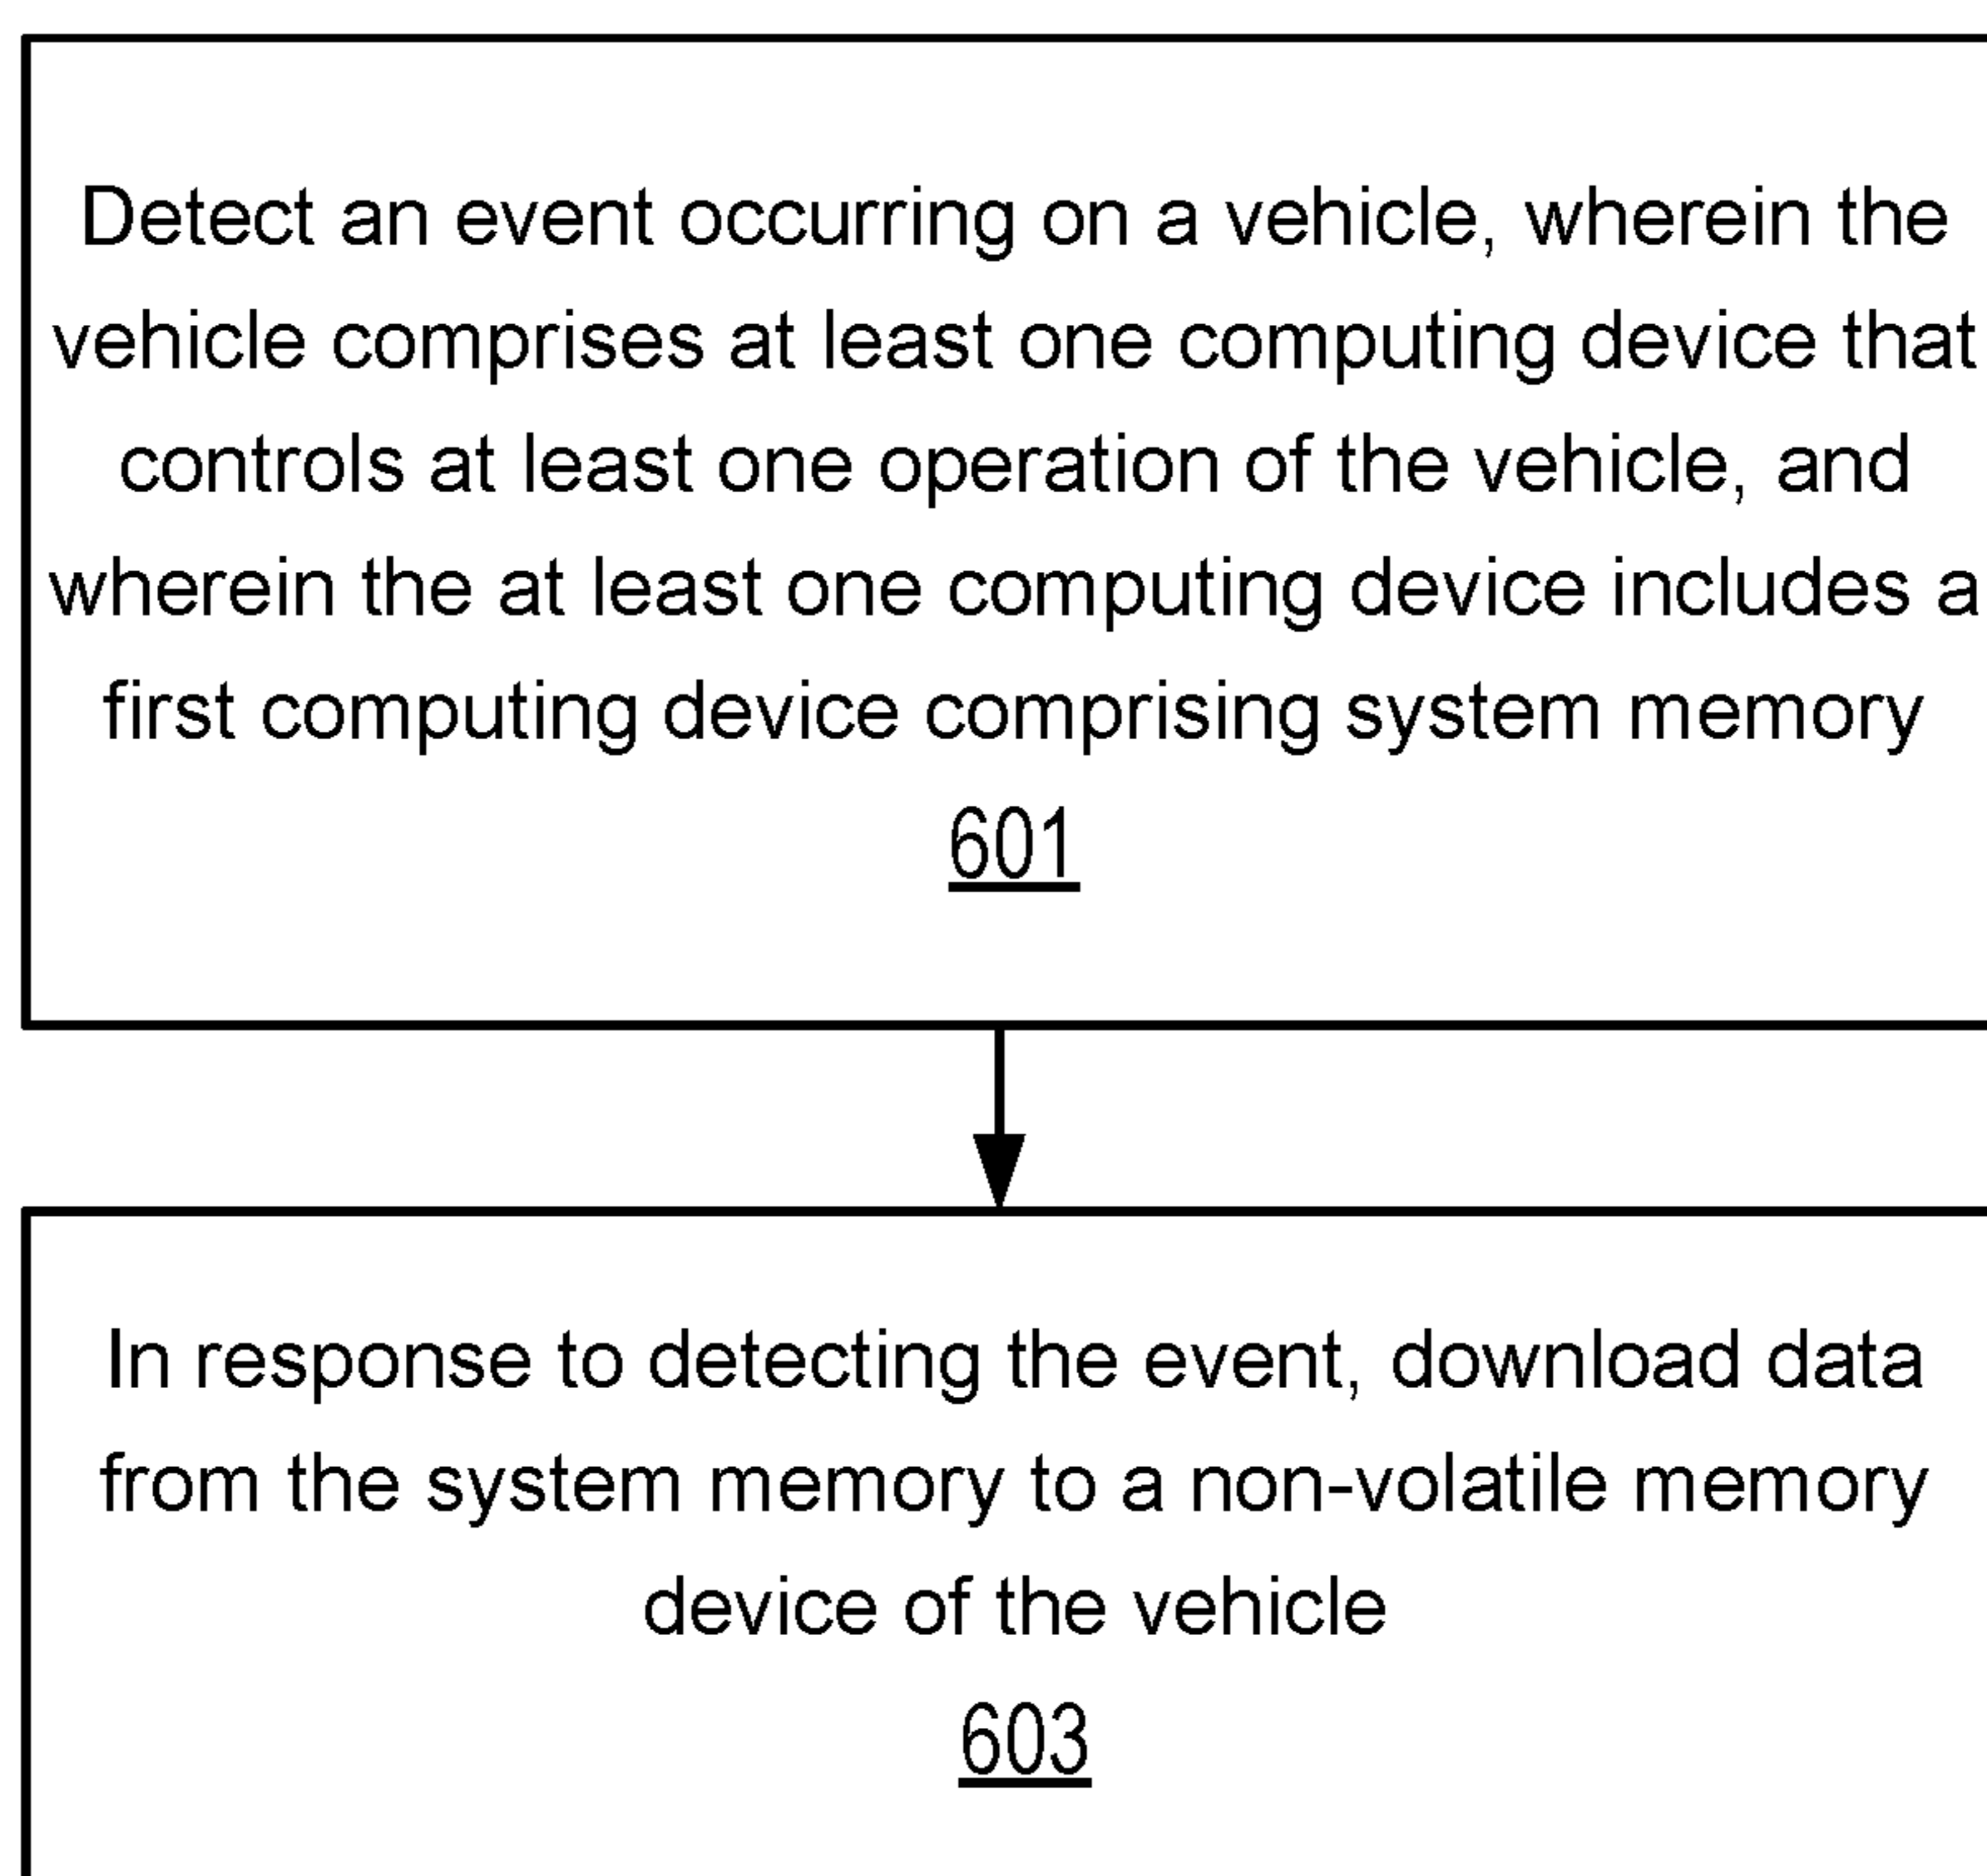 Detect an event occurring on a vehicle, wherein the
vehicle comprises at least one computing device that
controls at least one operation of the vehicle, and
wherein the at least one computing device includes a
first computing device comprising system memory
601
In response to detecting the event, download data
from the system memory to a non-volatile memory
device of the vehicle
603